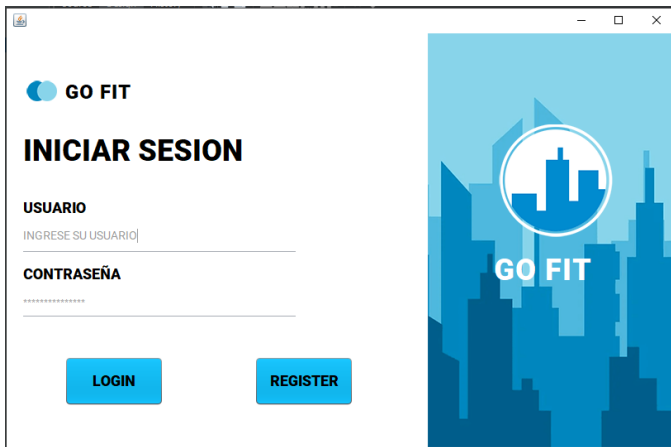 GO FIT
INICIAR SESION
USUARIO
INGRESE SU USUARIO
CONTRASEÑA
***************
LOGIN REGISTER
GO FIT